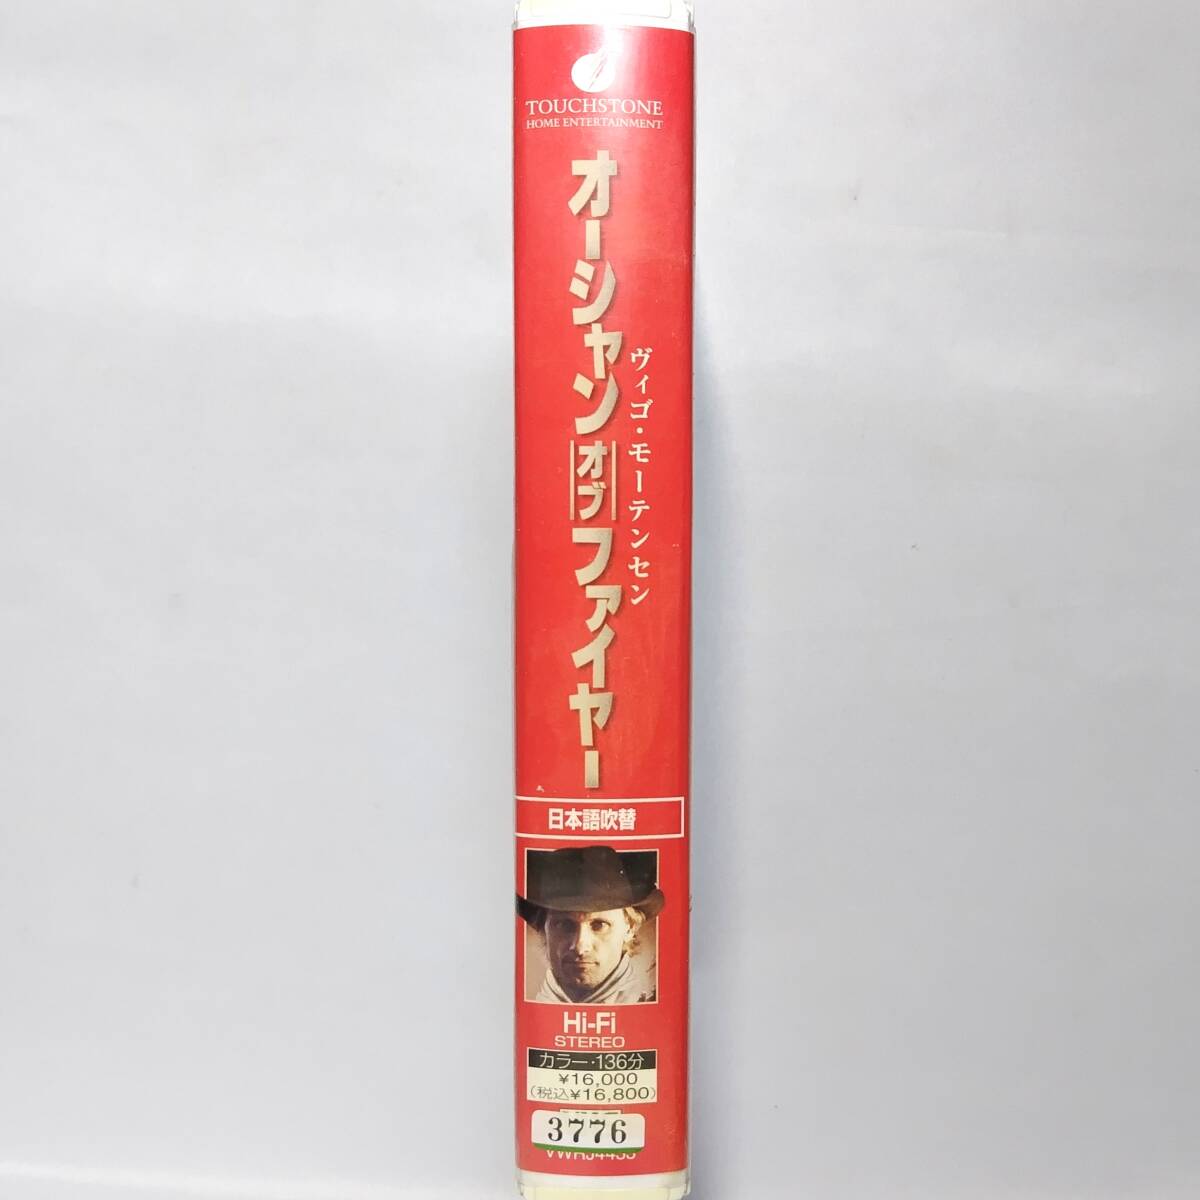 TOUCHSTONE
HOME ENTERTAINMENT
オーシャンオブファイヤー
ヴィゴ・モーテンセン
日本語吹替
Hi-Fi
STEREO
カラー・136分
¥16,000
(税込¥16,800)
3776